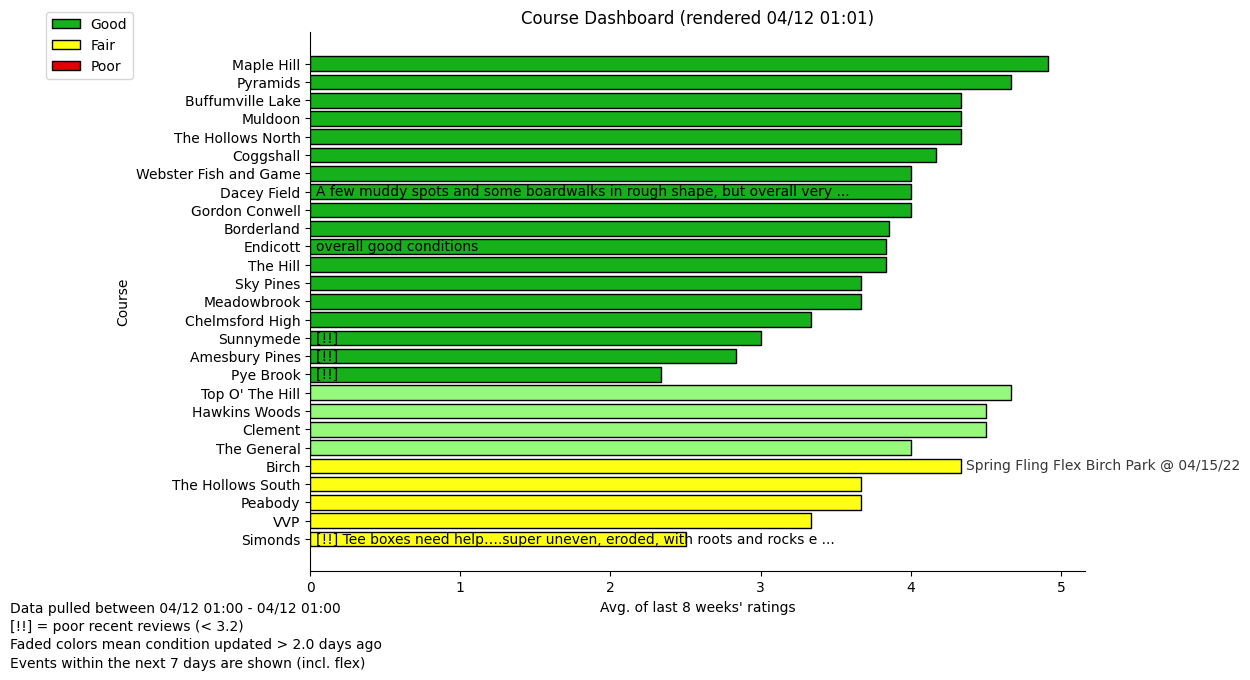 Course Dashboard (rendered 04/12 01:01)
Good
Fair
Poor
Course
Maple Hill
Pyramids
Buffumville Lake
Muldoon
The Hollows North
Coggshall
Webster Fish and Game
Dacey Field
A few muddy spots and some boardwalks in rough shape, but overall very ...
Gordon Conwell
Borderland
Endicott
overall good conditions
The Hill
Sky Pines
Meadowbrook
Chelmsford High
Sunnymede
[!!]
Amesbury Pines
[!!]
Pye Brook
[!!]
Top O' The Hill
Hawkins Woods
Clement
The General
Birch
Spring Fling Flex Birch Park @ 04/15/22
The Hollows South
Peabody
VVP
Simonds
[!!] Tee boxes need help....super uneven, eroded, with roots and rocks e ...
0 1 2 3 4 5
Avg. of last 8 weeks' ratings
Data pulled between 04/12 01:00 - 04/12 01:00
[!!] = poor recent reviews (< 3.2)
Faded colors mean condition updated > 2.0 days ago
Events within the next 7 days are shown (incl. flex)